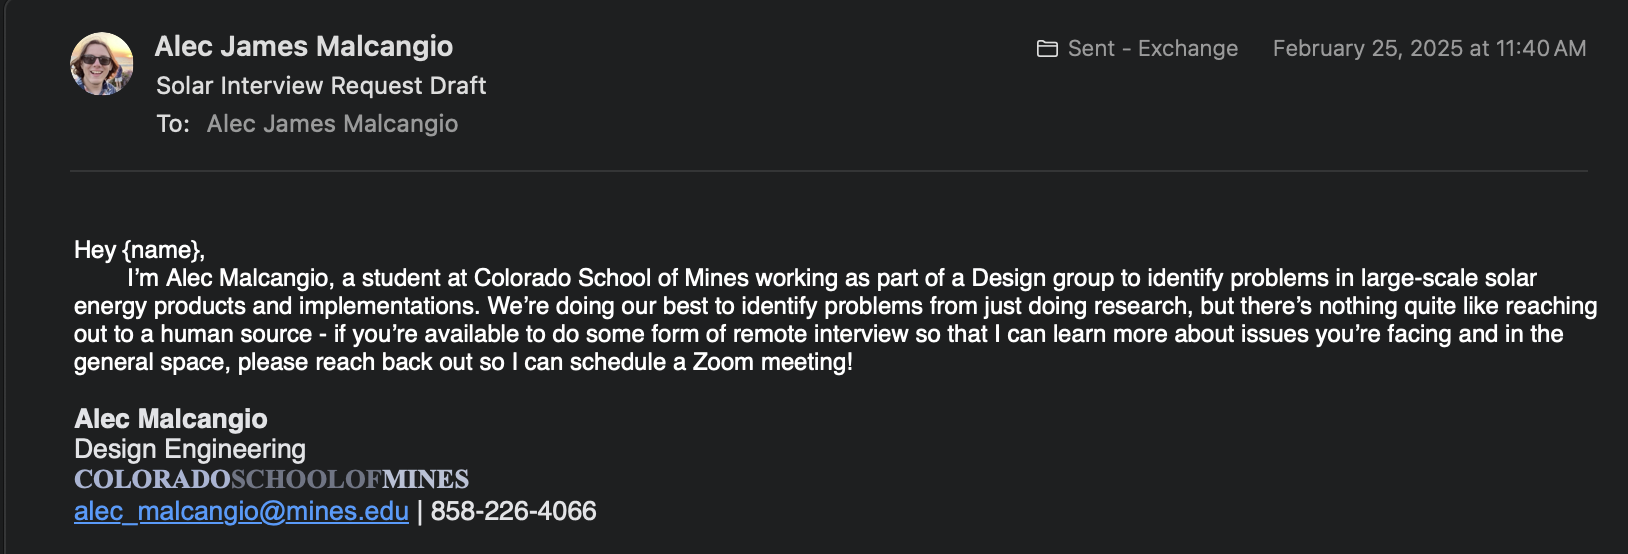 Alec James Malcangio
Sent - Exchange
February 25, 2025 at 11:40 AM
Solar Interview Request Draft
To: Alec James Malcangio
Hey {name},
I’m Alec Malcangio, a student at Colorado School of Mines working as part of a Design group to identify problems in large-scale solar
energy products and implementations. We’re doing our best to identify problems from just doing research, but there’s nothing quite like reaching
out to a human source - if you’re available to do some form of remote interview so that I can learn more about issues you’re facing and in the
general space, please reach back out so I can schedule a Zoom meeting!
Alec Malcangio
Design Engineering
COLORADOSCHOOLOFMINES
alec_malcangio@mines.edu | 858-226-4066